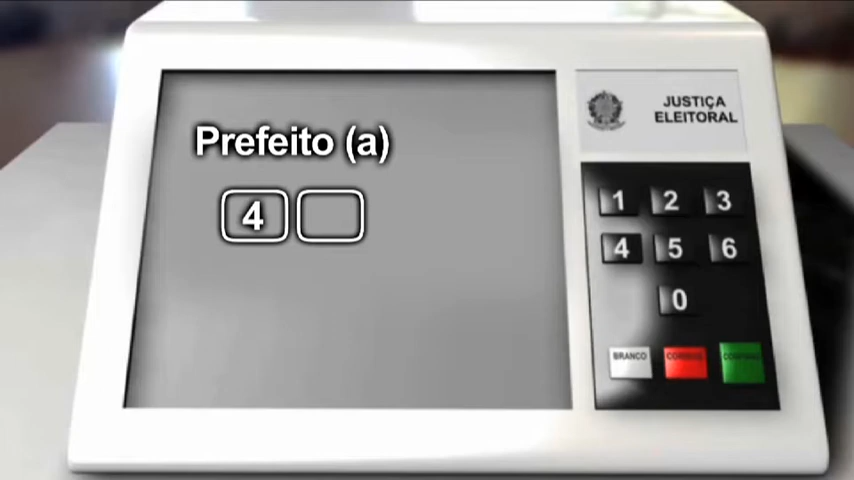 Prefeito (a)
4
JUSTIÇA
ELEITORAL
1 2 3
4 5 6
0
BRANCO CORRIGE CONFIRMA